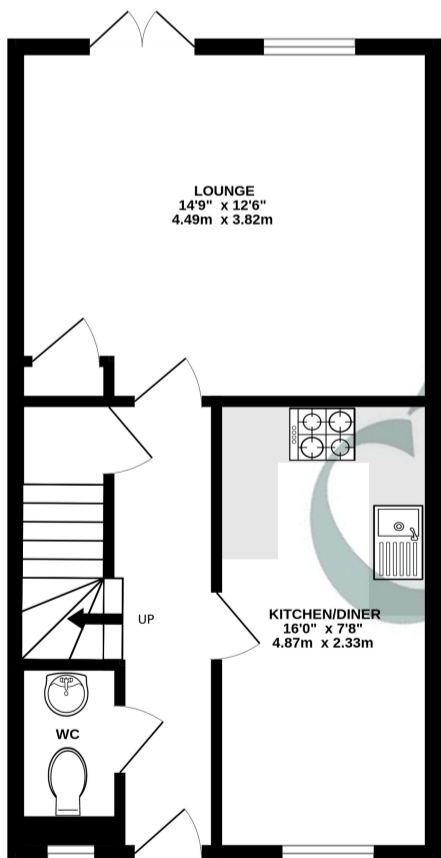 LOUNGE
14'9" x 12'6"
4.49m x 3.82m
UP
KITCHEN/DINER
16'0" x 7'8"
4.87m x 2.33m
WC